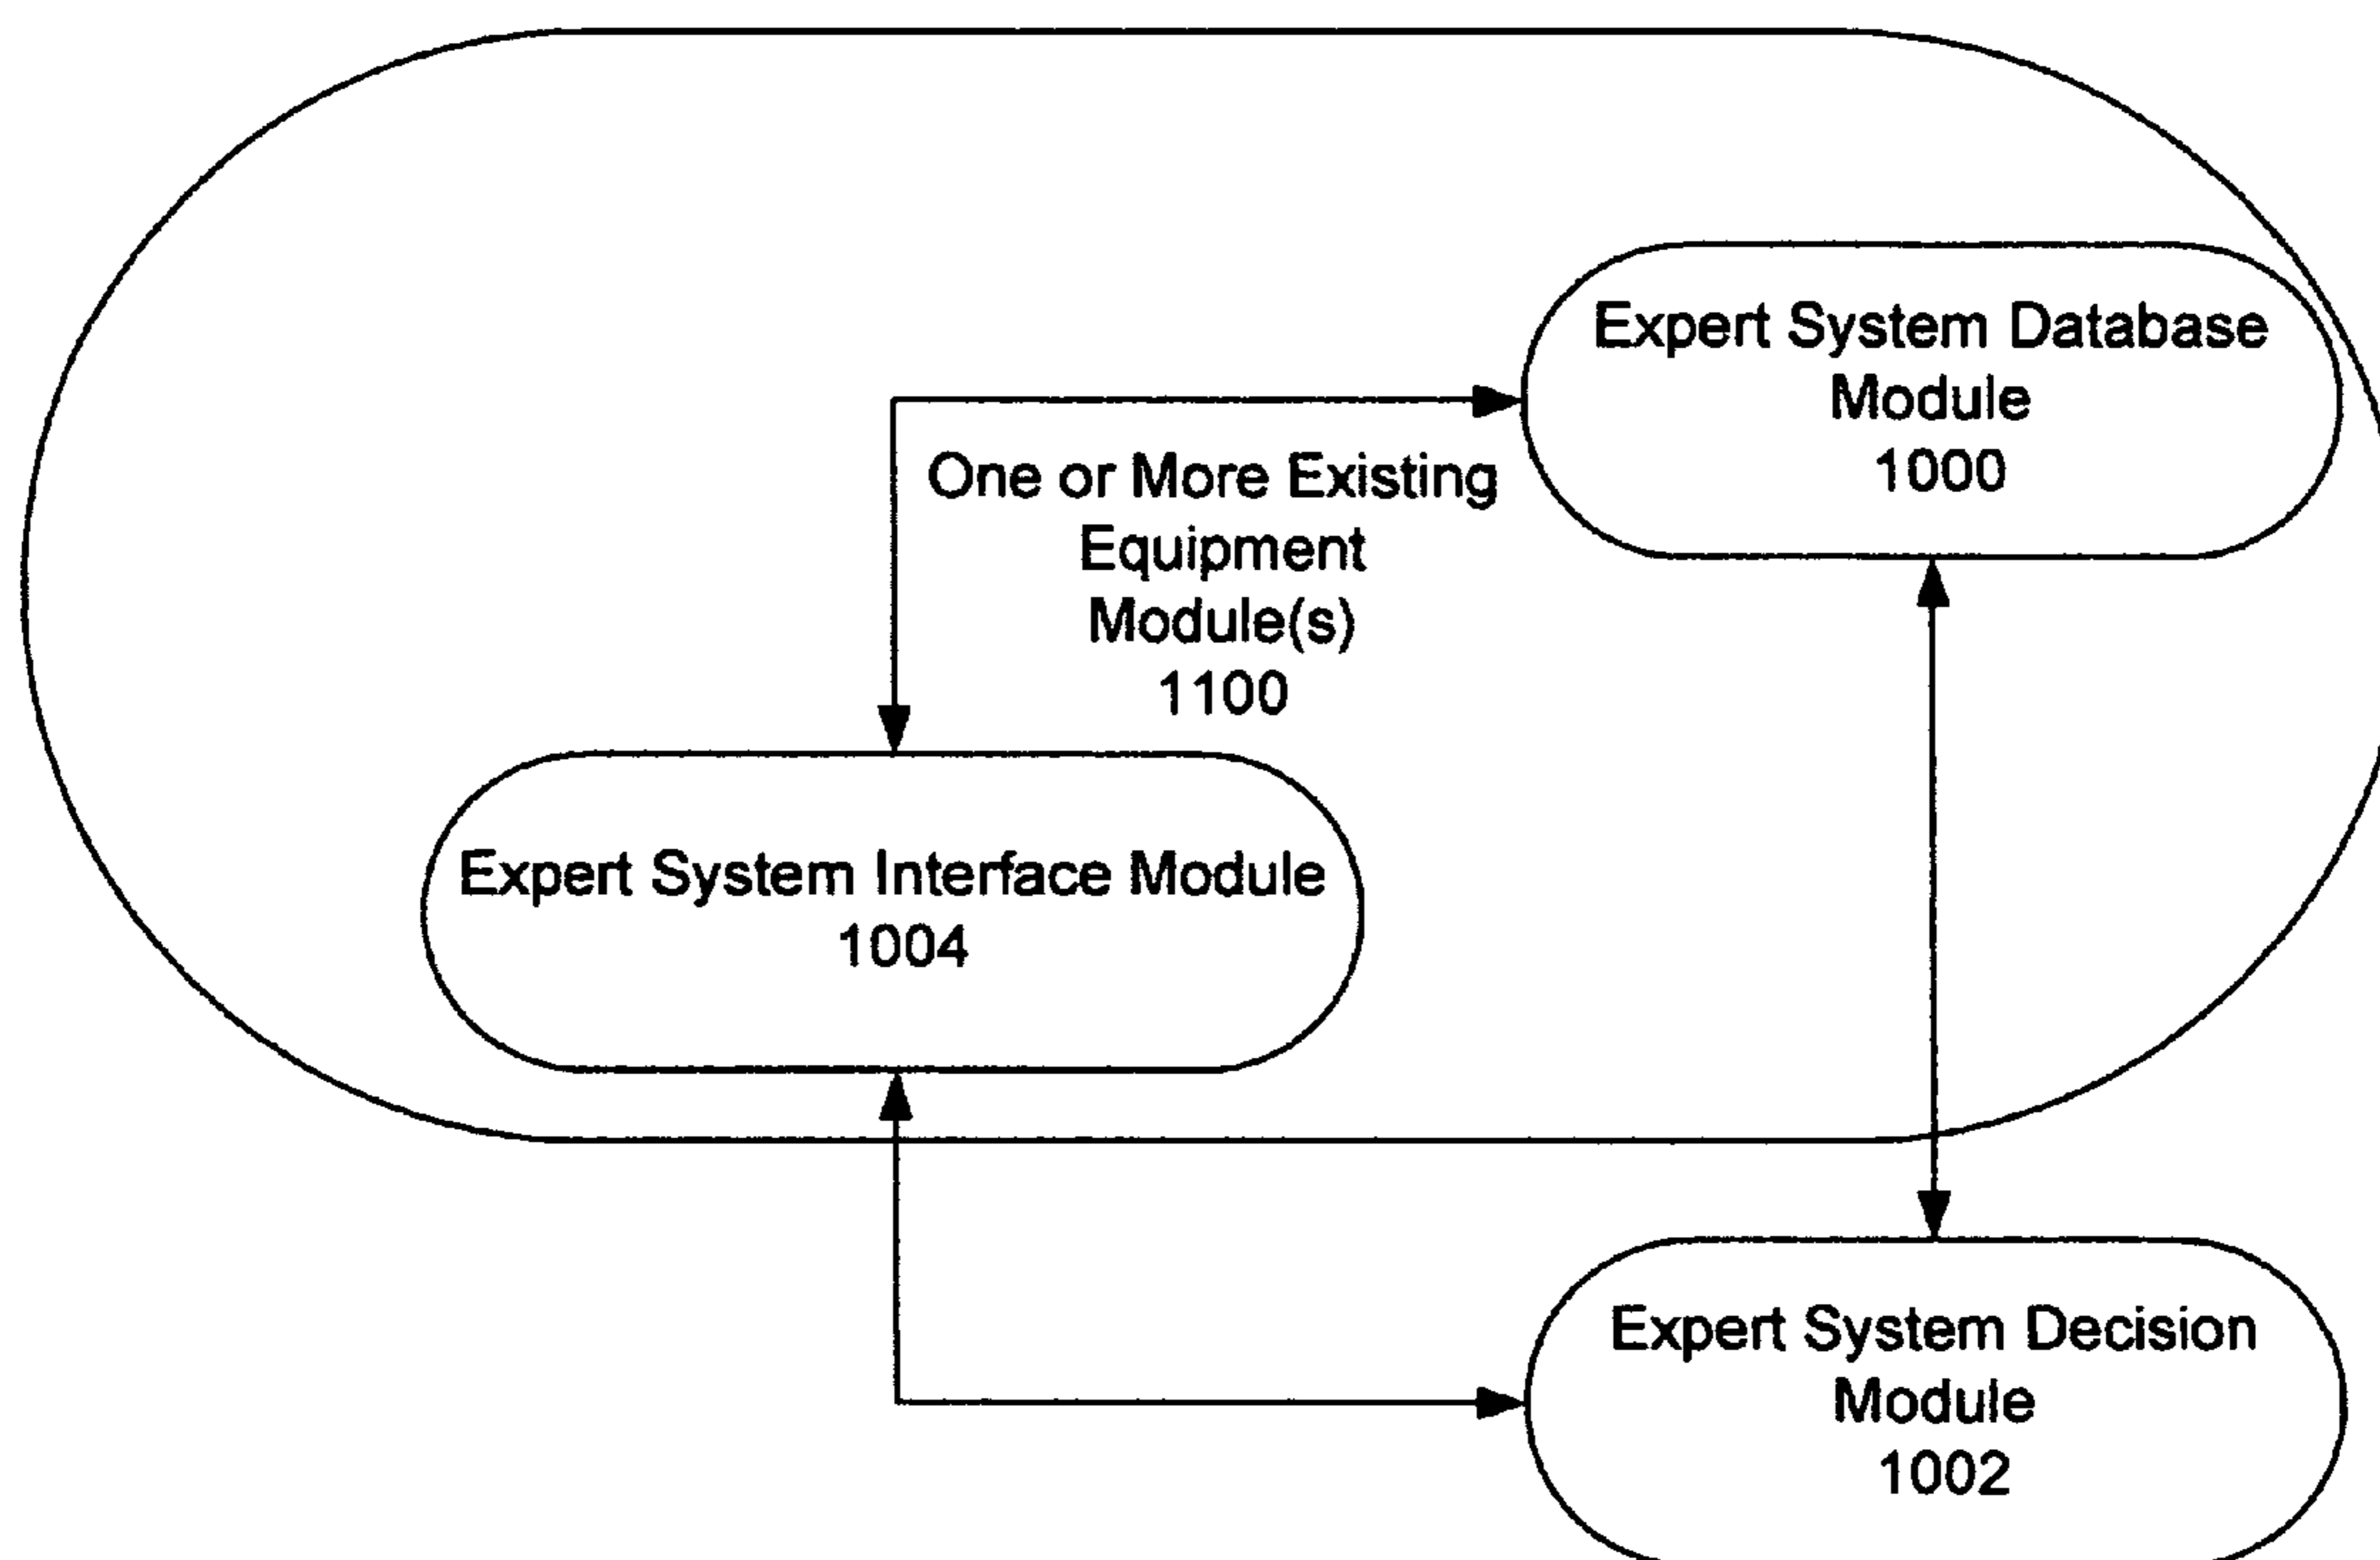 Expert System Database
Module
1000
One or More Existing
Equipment
Module(s)
1100
Expert System Interface Module
1004
Expert System Decision
Module
1002